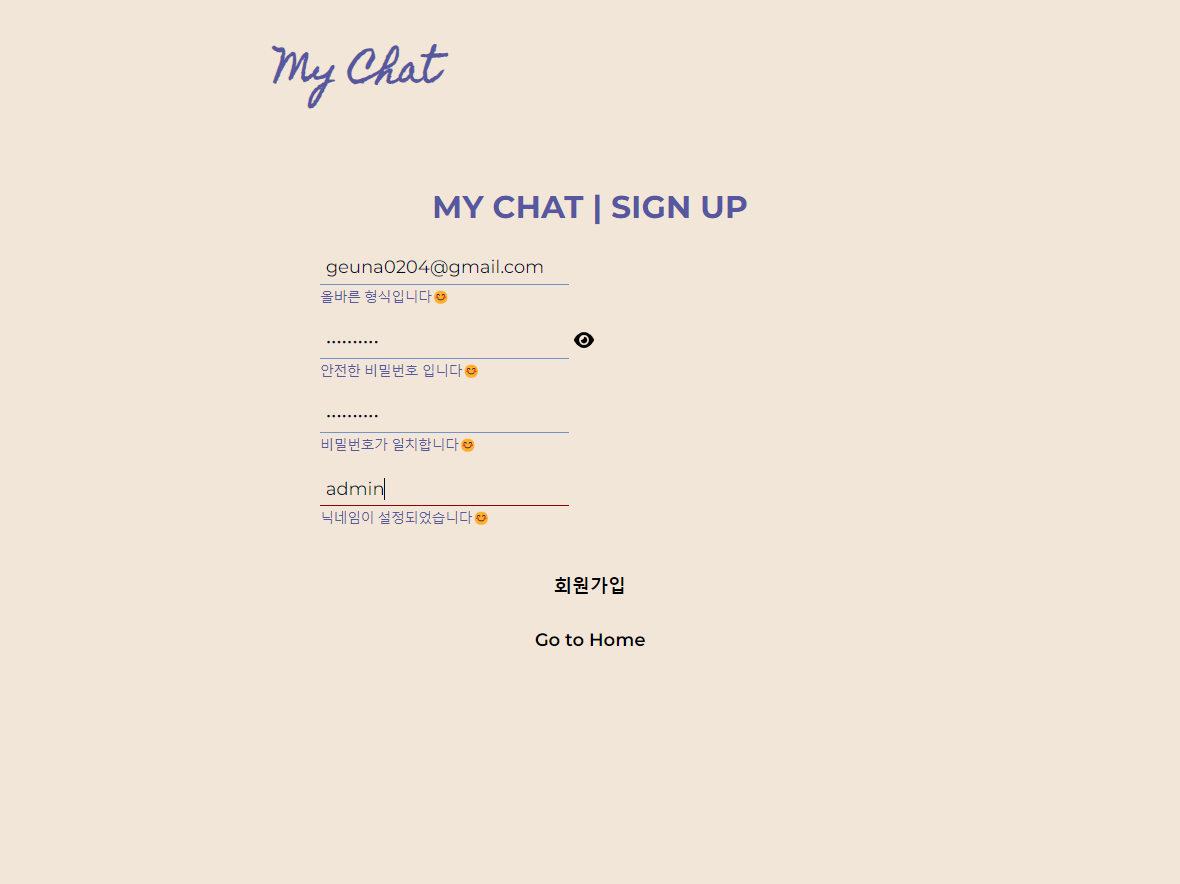 My Chat
MY CHAT | SIGN UP
geuna0204@gmail.com
올바른 형식입니다😊
··········
안전한 비밀번호 입니다😊
··········
비밀번호가 일치합니다😊
admin
닉네임이 설정되었습니다😊
회원가입
Go to Home